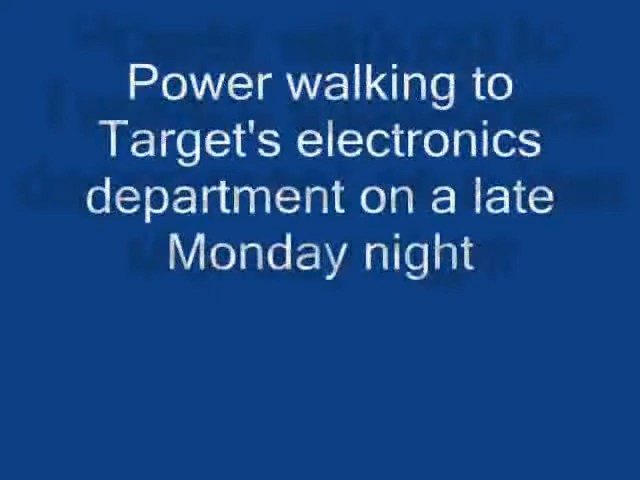 Power walking to
Target's electronics
department on a late
Monday night